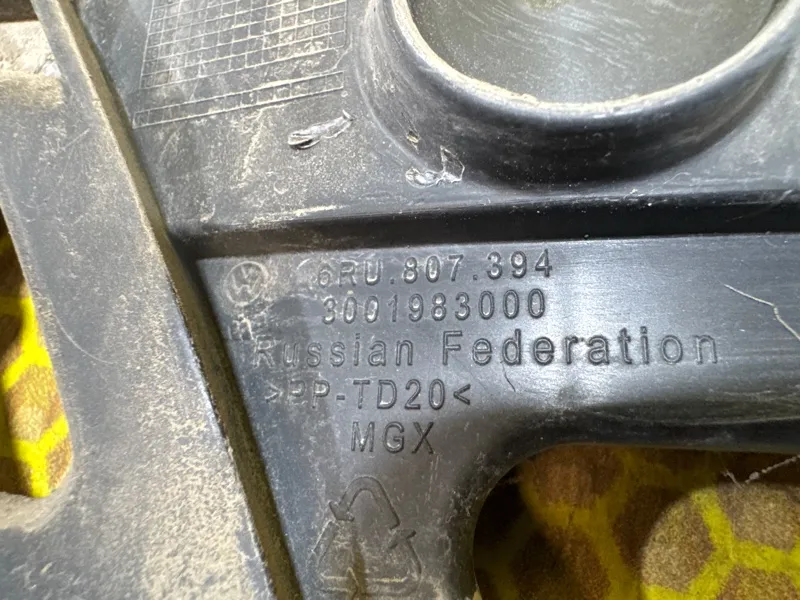 6RU.807.394
3001983000
Russian Federation
>PP-TD20<
MGX